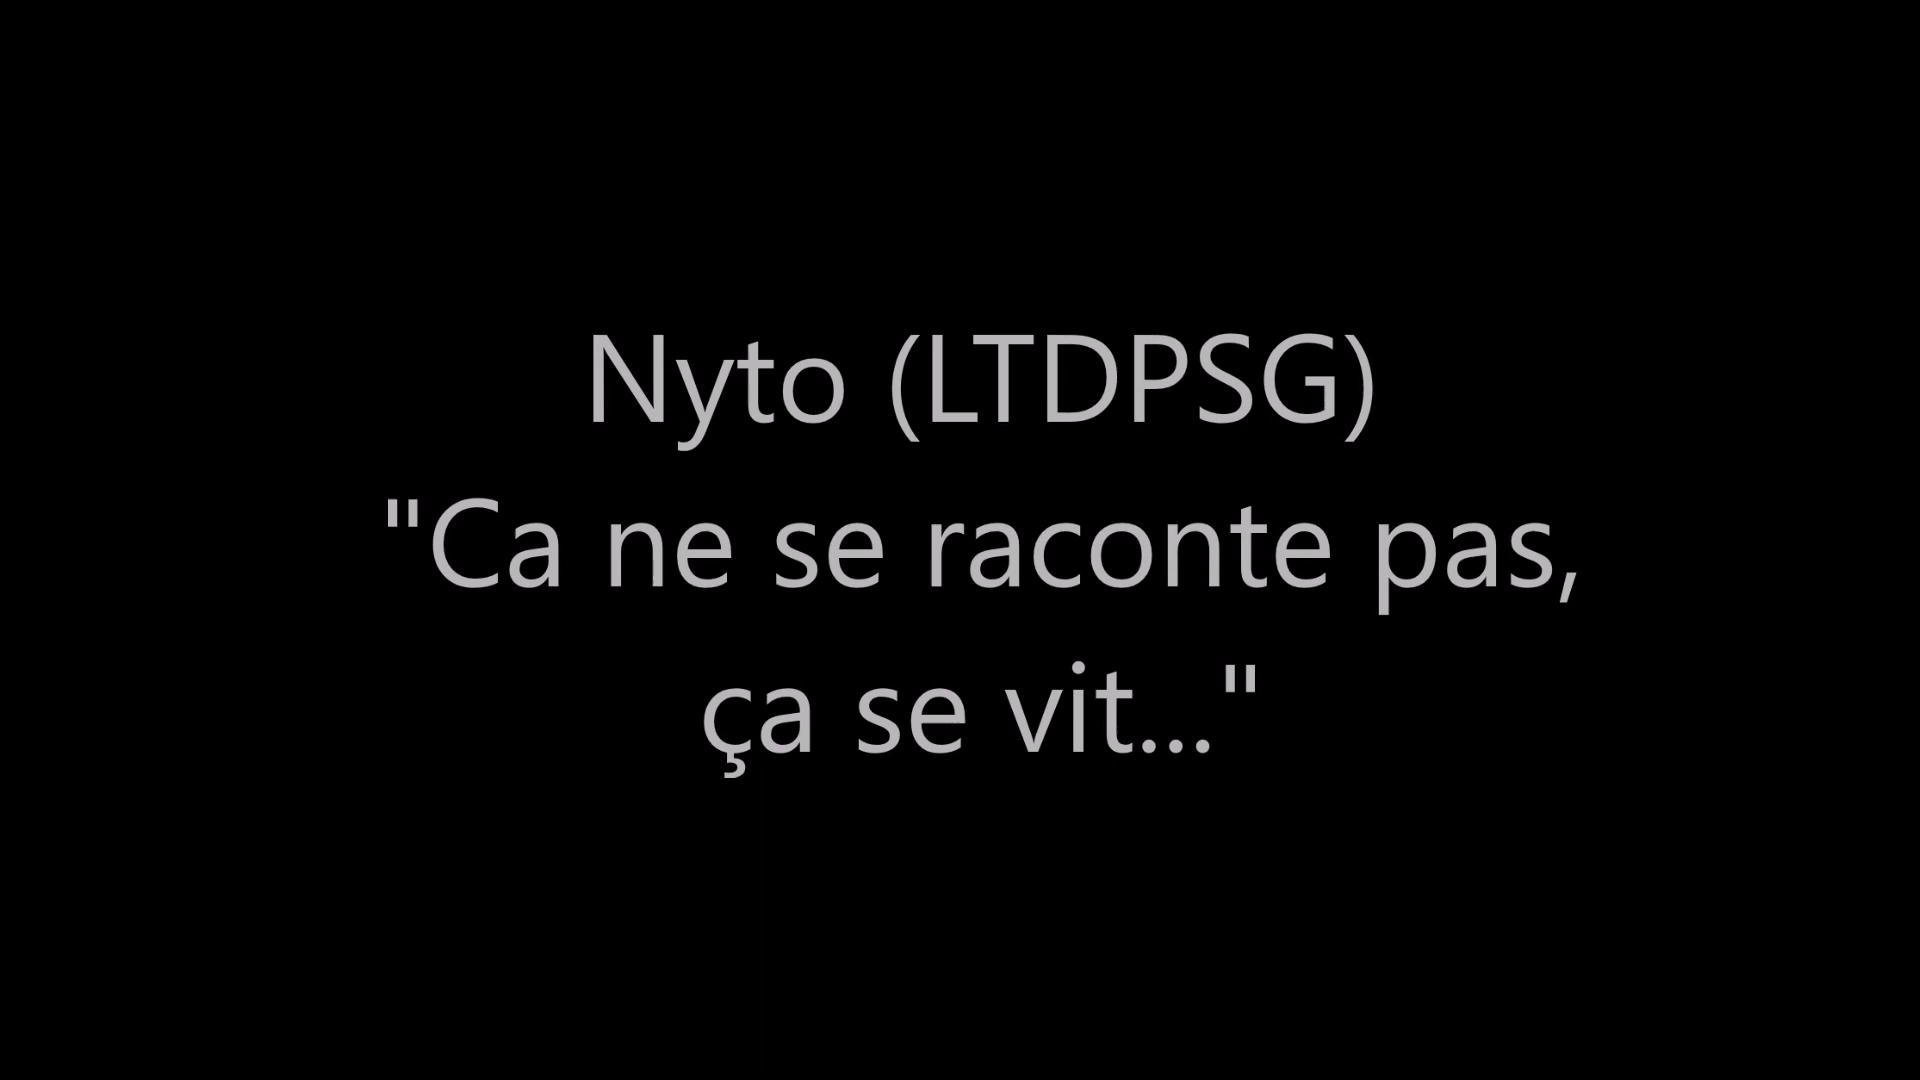 Nyto (LTDPSG)
"Ca ne se raconte pas,
ça se vit..."